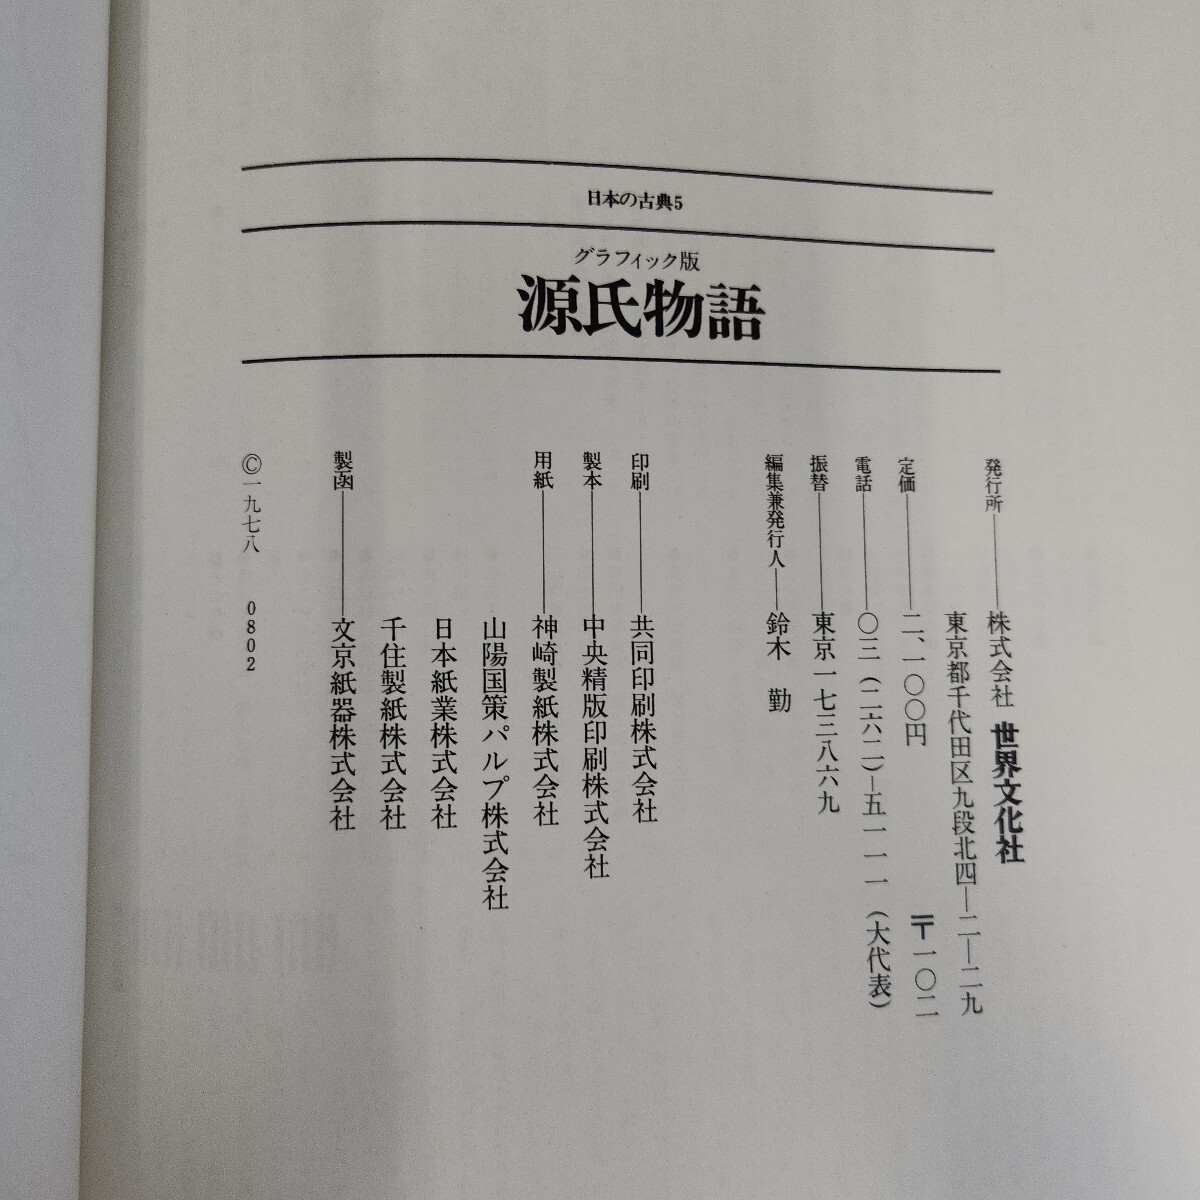 日本の古典5
グラフィック版
源氏物語
発行所―株式会社 世界文化社
東京都千代田区九段北四―二―二九
〒一〇二
定価―二、一〇〇円
電話―〇三(二六二)―五一一一(大代表)
振替―東京一七三八六九
編集兼発行人―鈴木 勤
印刷―共同印刷株式会社
製本―中央精版印刷株式会社
用紙―神崎製紙株式会社
山陽国策パルプ株式会社
日本紙業株式会社
千住製紙株式会社
製函―文京紙器株式会社
©一九七八 0802